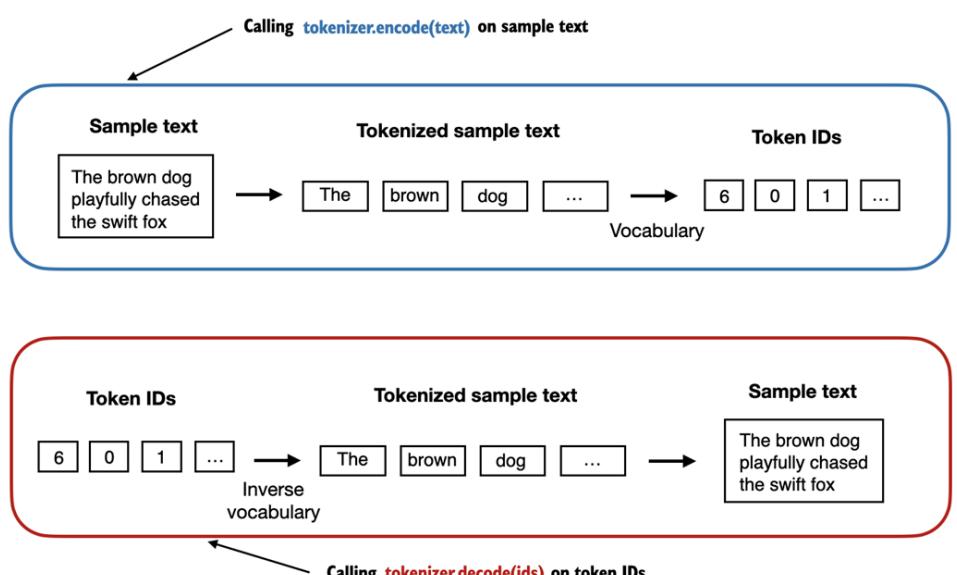 Calling tokenizer.encode(text) on sample text
Sample text
Tokenized sample text
Token IDs
The brown dog
playfully chased
the swift fox
The
brown
dog
...
Vocabulary
6
0
1
...
Token IDs
Tokenized sample text
Sample text
6
0
1
...
Inverse
vocabulary
The
brown
dog
...
The brown dog
playfully chased
the swift fox
Calling tokenizer.decode(ids) on token IDs